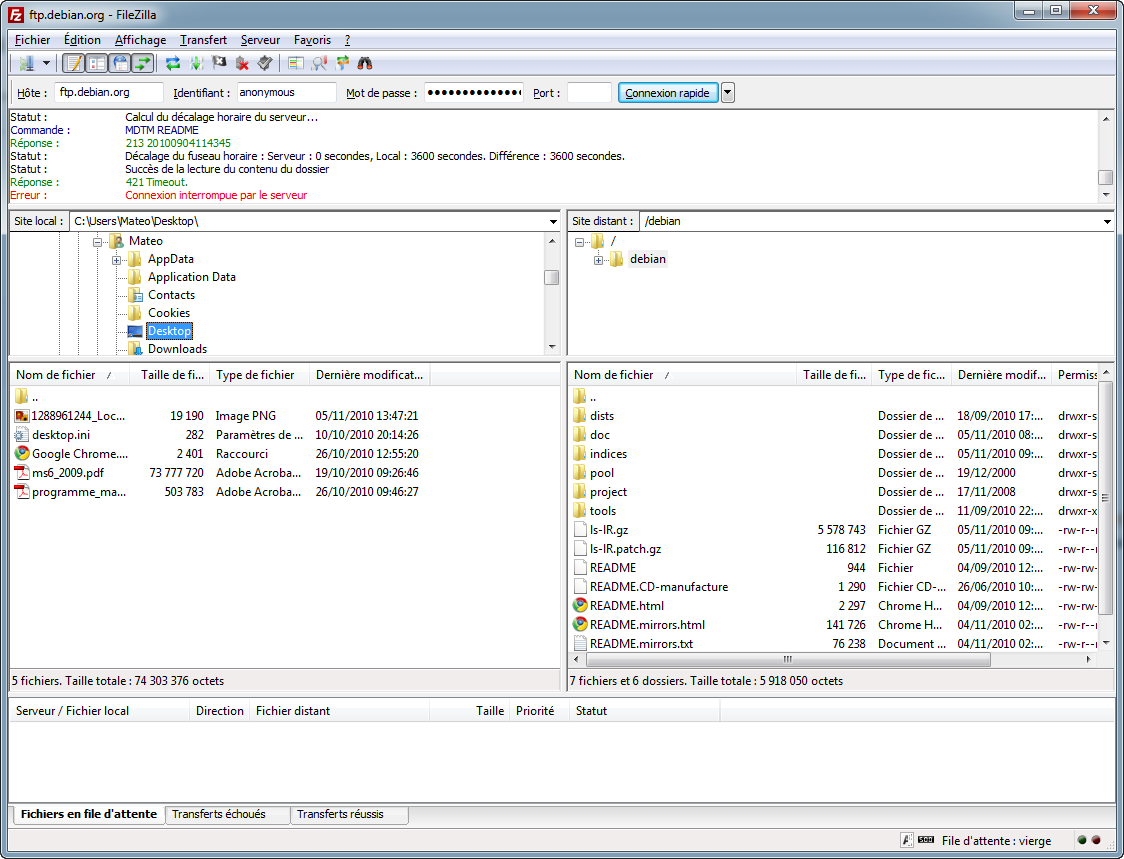 ftp.debian.org - FileZilla
Fichier Édition Affichage Transfert Serveur Favoris ?
Hôte : ftp.debian.org Identifiant : anonymous Mot de passe : ●●●●●●●●●●●●●● Port : Connexion rapide
Statut : Calcul du décalage horaire du serveur...
Commande : MDTM README
Réponse : 213 20100904114345
Statut : Décalage du fuseau horaire : Serveur : 0 secondes, Local : 3600 secondes. Différence : 3600 secondes.
Statut : Succès de la lecture du contenu du dossier
Réponse : 421 Timeout.
Erreur : Connexion interrompue par le serveur
Site local : C:\Users\Mateo\Desktop\
Mateo
AppData
Application Data
Contacts
Cookies
Desktop
Downloads
Site distant : /debian
/
debian
Nom de fichier / Taille de fi... Type de fichier Dernière modificat...
..
1288961244_Loc... 19 190 Image PNG 05/11/2010 13:47:21
desktop.ini 282 Paramètres de ... 10/10/2010 20:14:26
Google Chrome.... 2 401 Raccourci 26/10/2010 12:55:20
ms6_2009.pdf 73 777 720 Adobe Acroba... 19/10/2010 09:26:46
programme_ma... 503 783 Adobe Acroba... 26/10/2010 09:46:27
5 fichiers. Taille totale : 74 303 376 octets
Nom de fichier / Taille de fi... Type de fic... Dernière modif... Permiss
..
dists Dossier de ... 18/09/2010 17:... drwxr-s
doc Dossier de ... 05/11/2010 08:... drwxr-s
indices Dossier de ... 05/11/2010 09:... drwxr-s
pool Dossier de ... 19/12/2000 drwxr-s
project Dossier de ... 17/11/2008 drwxr-s
tools Dossier de ... 11/09/2010 22:... drwxr-x
ls-lR.gz 5 578 743 Fichier GZ 05/11/2010 09:... -rw-r--r
ls-lR.patch.gz 116 812 Fichier GZ 05/11/2010 09:... -rw-r--r
README 944 Fichier 04/09/2010 12:... -rw-rw-
README.CD-manufacture 1 290 Fichier CD-... 26/06/2010 10:... -rw-rw-
README.html 2 297 Chrome H... 04/09/2010 12:... -rw-rw-
README.mirrors.html 141 726 Chrome H... 04/11/2010 02:... -rw-r--r
README.mirrors.txt 76 238 Document ... 04/11/2010 02:... -rw-r--r
7 fichiers et 6 dossiers. Taille totale : 5 918 050 octets
Serveur / Fichier local Direction Fichier distant Taille Priorité Statut
Fichiers en file d'attente Transferts échoués Transferts réussis
File d'attente : vierge